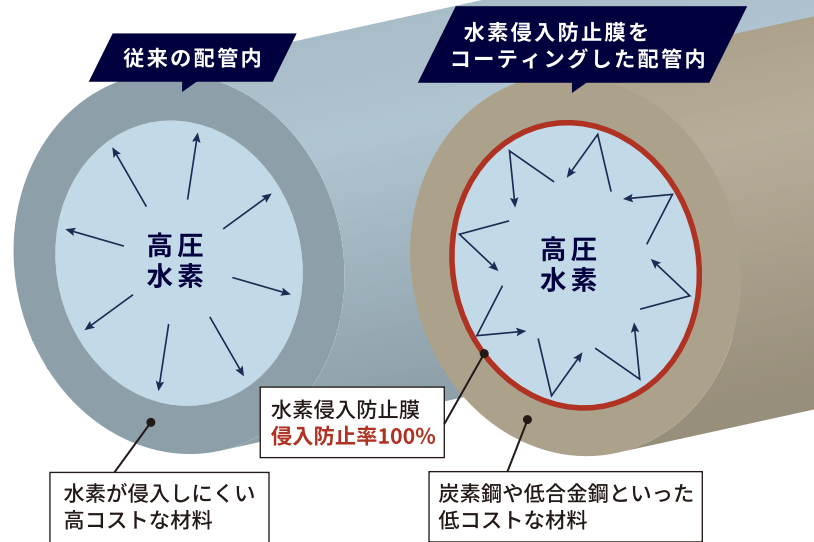 従来の配管内
水素侵入防止膜を
コーティングした配管内
高圧
水素
高圧
水素
水素侵入防止膜
侵入防止率100%
水素が侵入しにくい
高コストな材料
炭素鋼や低合金鋼といった
低コストな材料